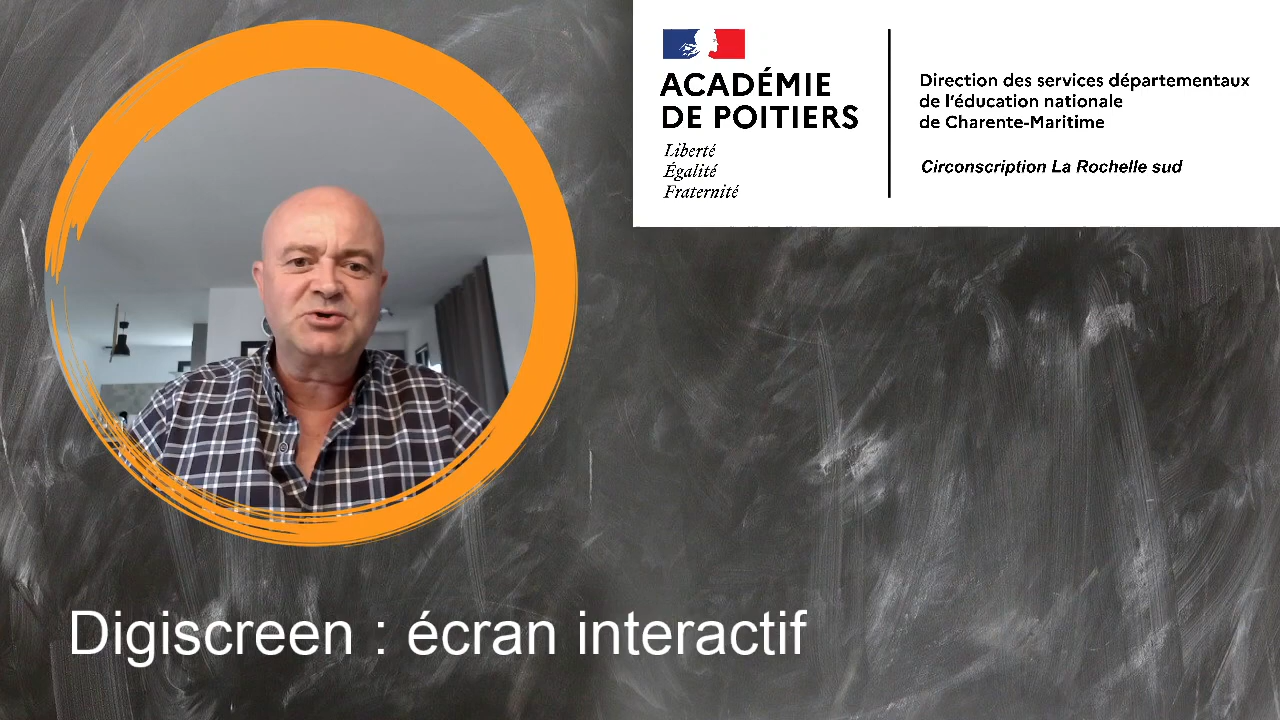 ACADÉMIE
DE POITIERS
Liberté
Égalité
Fraternité
Direction des services départementaux
de l'éducation nationale
de Charente-Maritime
Circonscription La Rochelle sud
Digiscreen : écran interactif